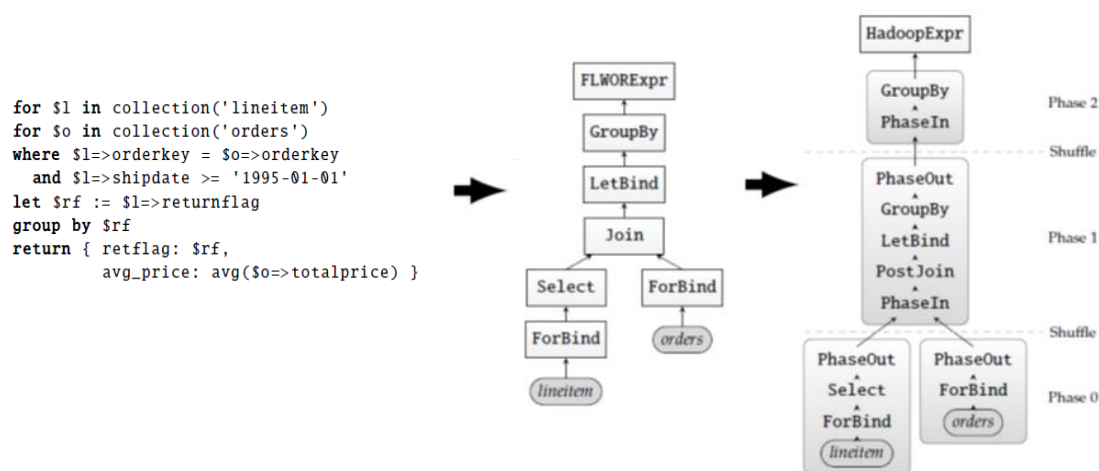 for $l in collection('lineitem')
for $o in collection('orders')
where $l=>orderkey = $o=>orderkey
and $l=>shipdate >= '1995-01-01'
let $rf := $l=>returnflag
group by $rf
return { retflag: $rf,
avg_price: avg($o=>totalprice) }
FLWORExpr
GroupBy
LetBind
Join
Select
ForBind
ForBind
orders
lineitem
HadoopExpr
GroupBy
PhaseIn
Phase 2
Shuffle
PhaseOut
GroupBy
LetBind
PostJoin
PhaseIn
Phase 1
Shuffle
PhaseOut
Select
ForBind
lineitem
PhaseOut
ForBind
orders
Phase 0